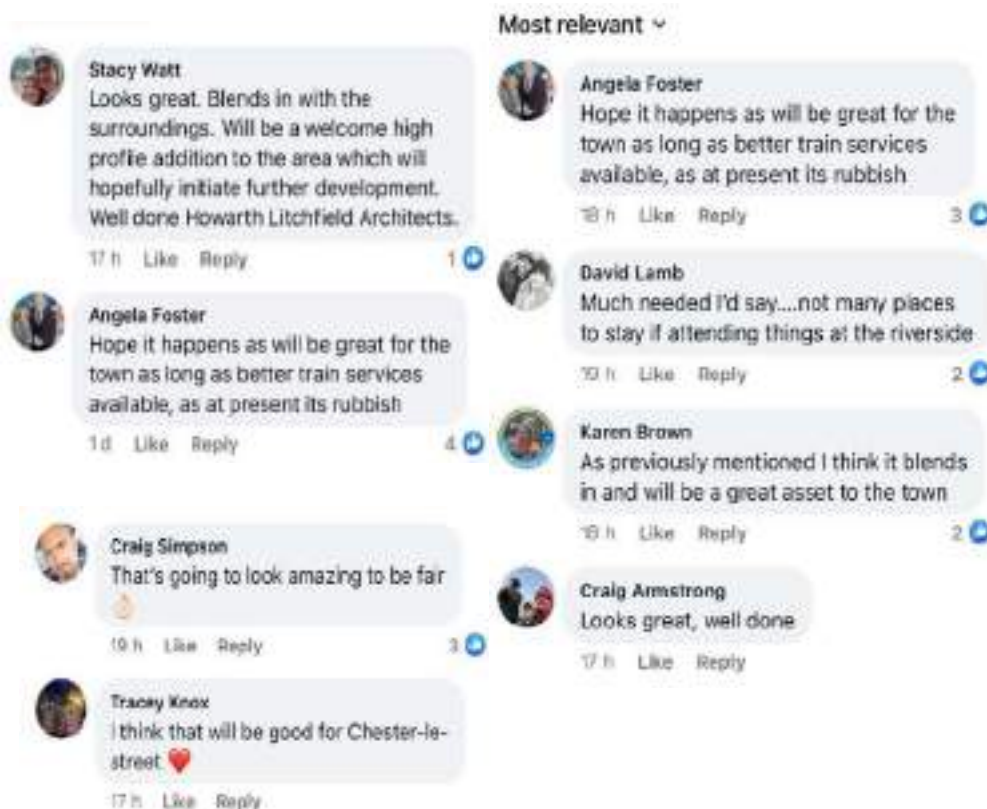 Stacy Watt
Looks great. Blends in with the
surroundings. Will be a welcome high
profile addition to the area which will
hopefully initiate further development.
Well done Howarth Litchfield Architects.
17 h Like Reply 1
Angela Foster
Hope it happens as will be great for the
town as long as better train services
available, as at present its rubbish
1 d Like Reply 4
Craig Simpson
That's going to look amazing to be fair
19 h Like Reply 3
Tracey Knox
I think that will be good for Chester-le-
street
17 h Like Reply
Most relevant
Angela Foster
Hope it happens as will be great for the
town as long as better train services
available, as at present its rubbish
18 h Like Reply 3
David Lamb
Much needed I'd say....not many places
to stay if attending things at the riverside
19 h Like Reply 2
Karen Brown
As previously mentioned I think it blends
in and will be a great asset to the town
18 h Like Reply 2
Craig Armstrong
Looks great, well done
17 h Like Reply